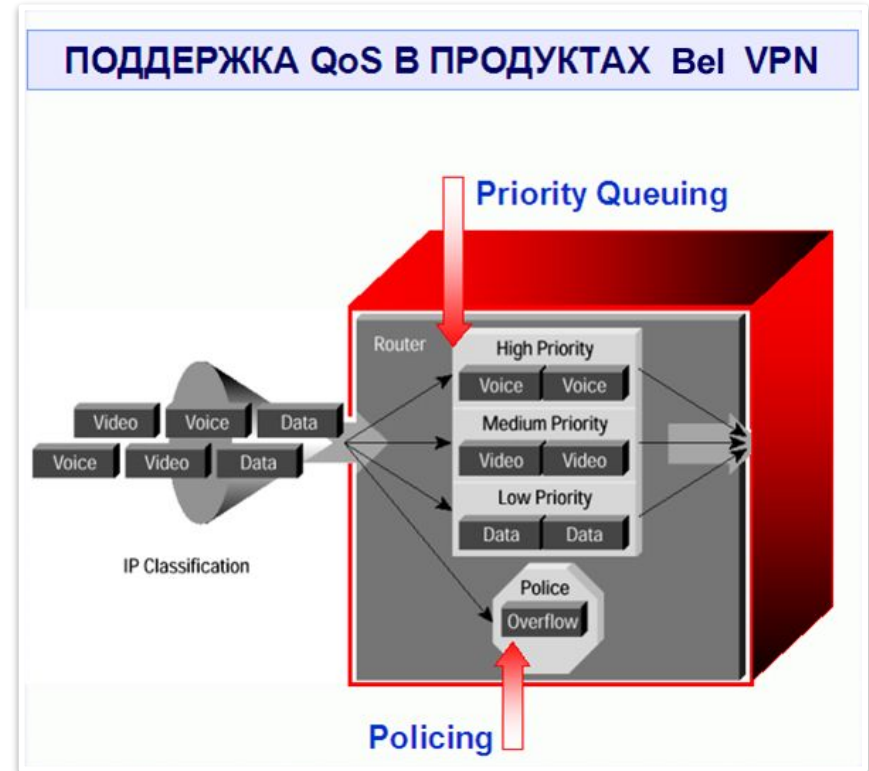 ПОДДЕРЖКА QoS В ПРОДУКТАХ Bel VPN
Priority Queuing
Router
High Priority
Voice Voice
Medium Priority
Video Video
Low Priority
Data Data
Video Voice Data
Voice Video Data
IP Classification
Police
Overflow
Policing